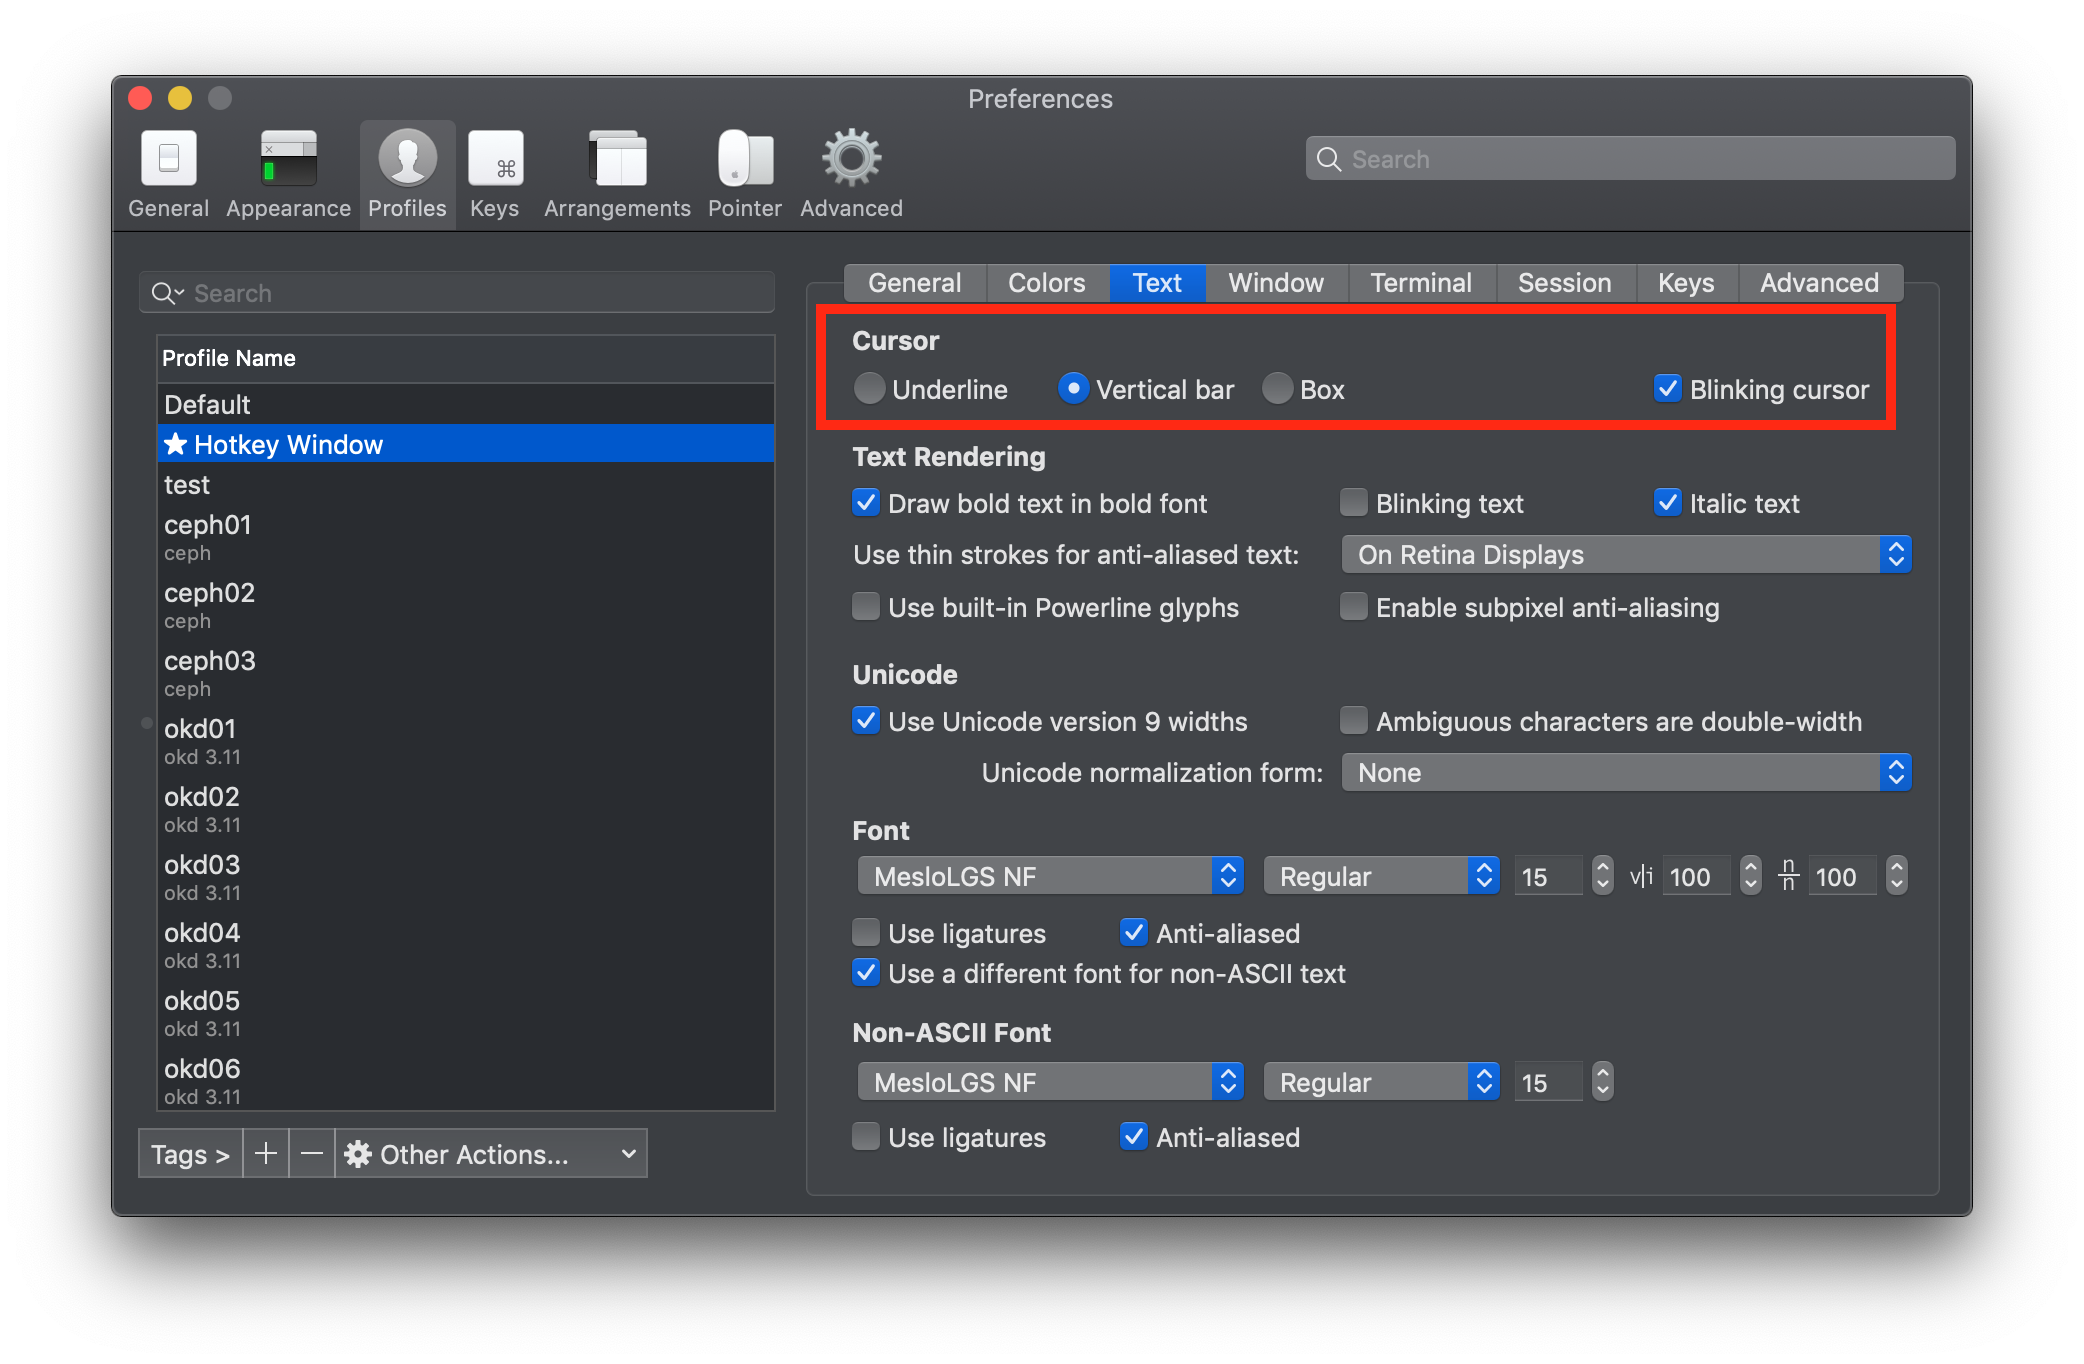 Preferences
General Appearance Profiles Keys Arrangements Pointer Advanced
Search
Search
Profile Name
Default
★ Hotkey Window
test
ceph01
ceph
ceph02
ceph
ceph03
ceph
okd01
okd 3.11
okd02
okd 3.11
okd03
okd 3.11
okd04
okd 3.11
okd05
okd 3.11
okd06
okd 3.11
Tags > + — Other Actions...
General Colors Text Window Terminal Session Keys Advanced
Cursor
Underline Vertical bar Box Blinking cursor
Text Rendering
Draw bold text in bold font Blinking text Italic text
Use thin strokes for anti-aliased text: On Retina Displays
Use built-in Powerline glyphs Enable subpixel anti-aliasing
Unicode
Use Unicode version 9 widths Ambiguous characters are double-width
Unicode normalization form: None
Font
MesloLGS NF Regular 15 v|i 100 n/n 100
Use ligatures Anti-aliased
Use a different font for non-ASCII text
Non-ASCII Font
MesloLGS NF Regular 15
Use ligatures Anti-aliased